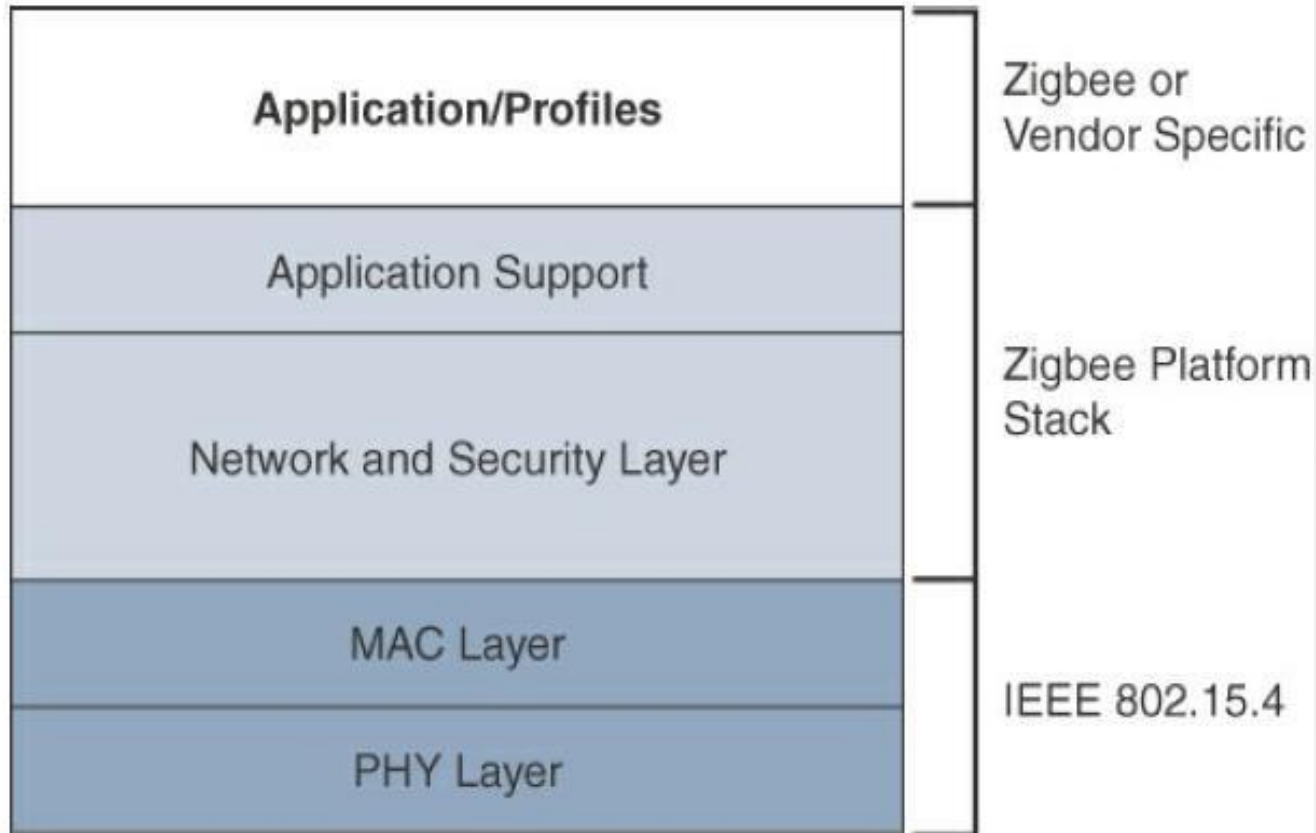 Application/Profiles
Zigbee or
Vendor Specific
Application Support
Network and Security Layer
Zigbee Platform
Stack
MAC Layer
PHY Layer
IEEE 802.15.4